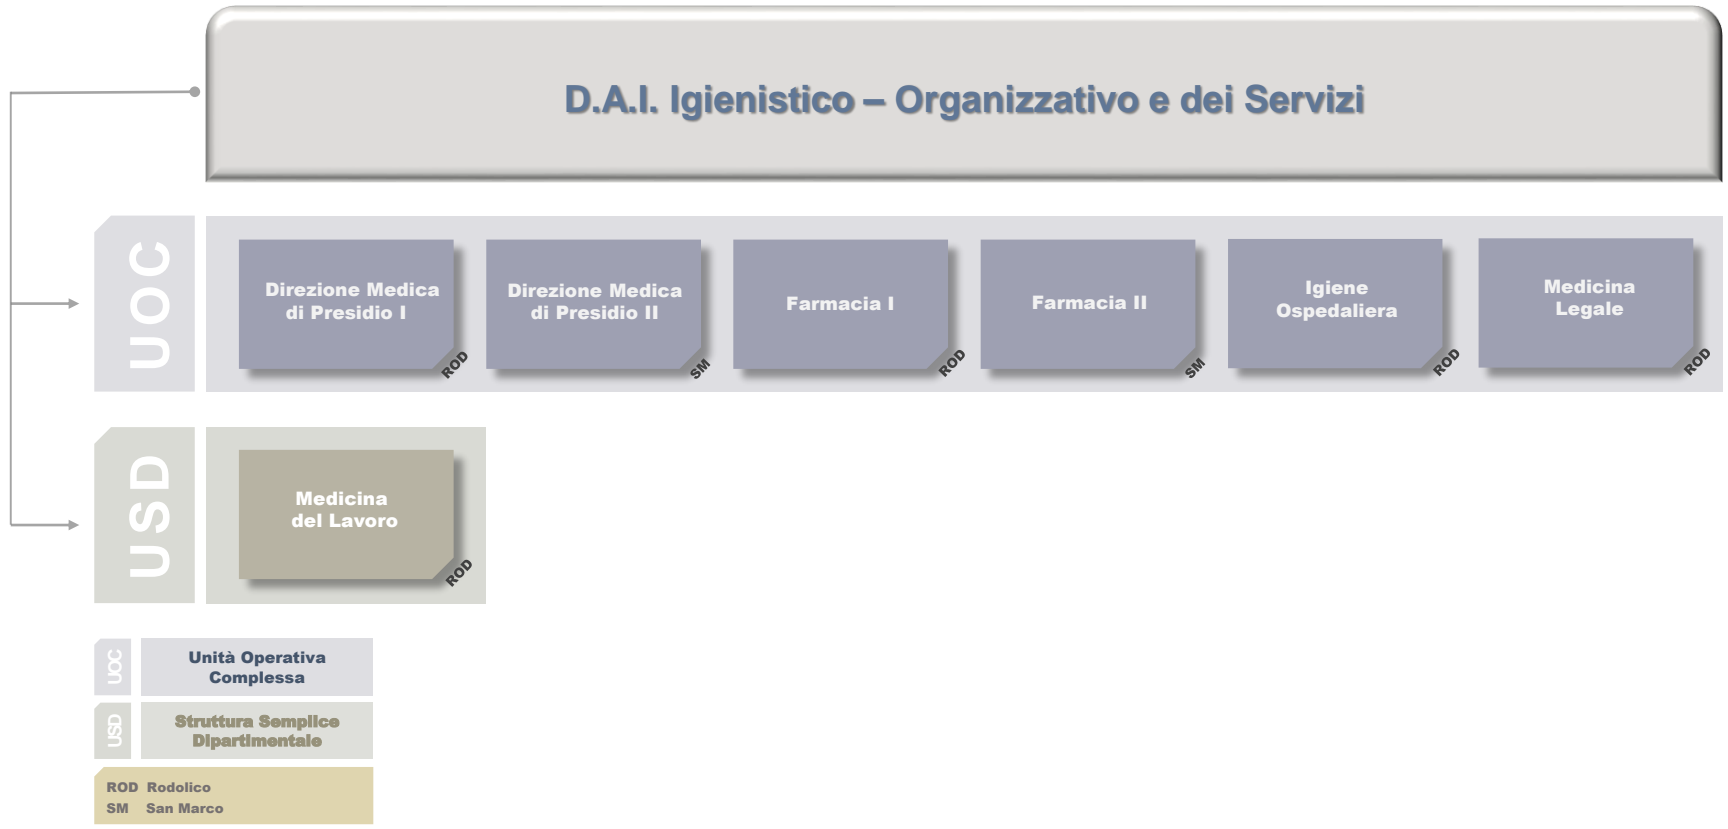 D.A.I. Igienistico – Organizzativo e dei Servizi
UOC
Direzione Medica
di Presidio I
ROD
Direzione Medica
di Presidio II
SM
Farmacia I
ROD
Farmacia II
SM
Igiene
Ospedaliera
ROD
Medicina
Legale
ROD
USD
Medicina
del Lavoro
ROD
UOC
Unità Operativa
Complessa
USD
Struttura Semplice
Dipartimentale
ROD Rodolico
SM San Marco